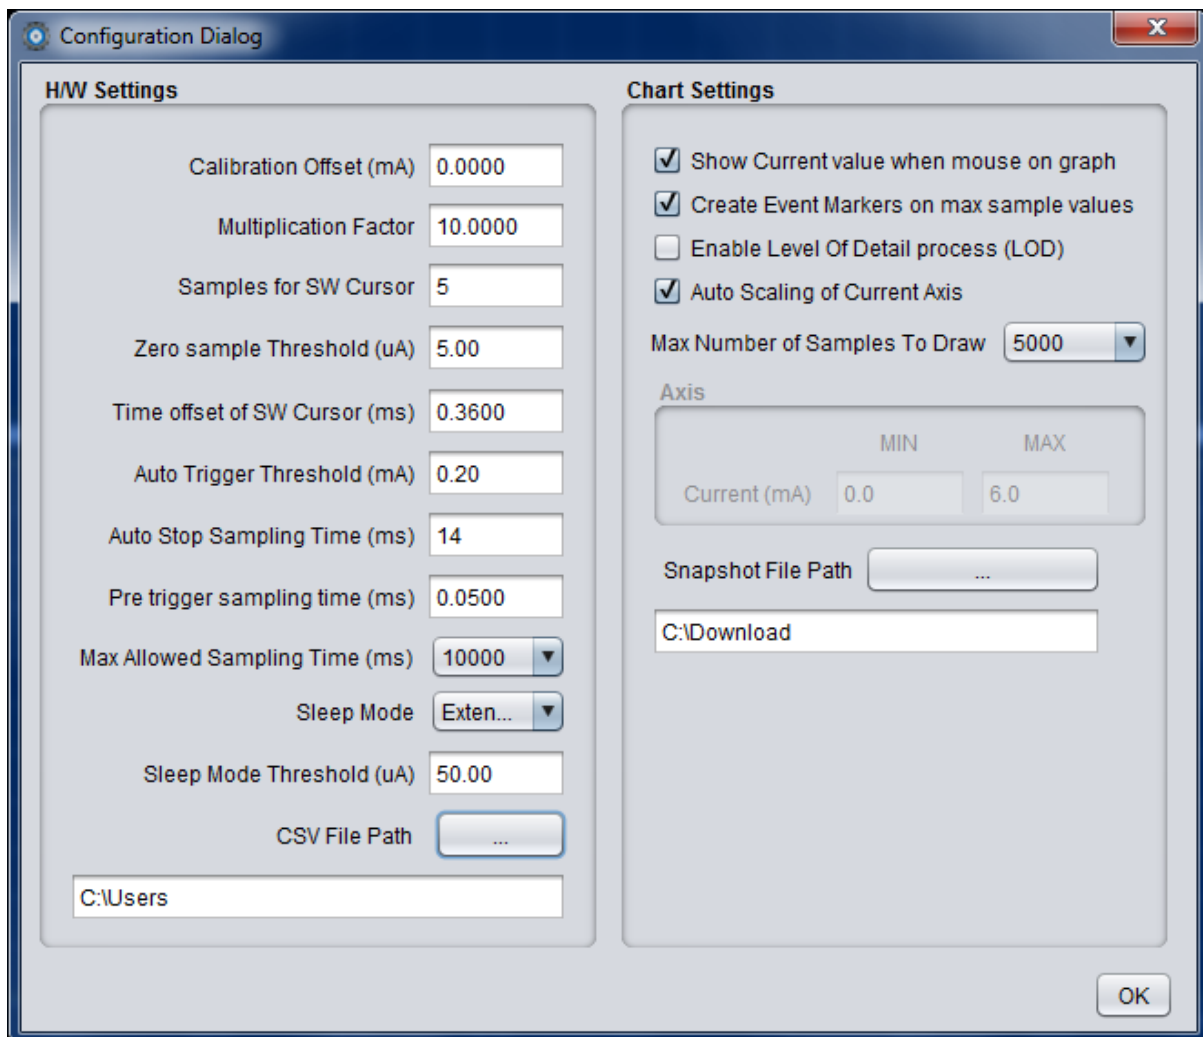 Configuration Dialog
H/W Settings
Calibration Offset (mA) 0.0000
Multiplication Factor 10.0000
Samples for SW Cursor 5
Zero sample Threshold (uA) 5.00
Time offset of SW Cursor (ms) 0.3600
Auto Trigger Threshold (mA) 0.20
Auto Stop Sampling Time (ms) 14
Pre trigger sampling time (ms) 0.0500
Max Allowed Sampling Time (ms) 10000
Sleep Mode Exten...
Sleep Mode Threshold (uA) 50.00
CSV File Path ...
C:\Users
Chart Settings
Show Current value when mouse on graph
Create Event Markers on max sample values
Enable Level Of Detail process (LOD)
Auto Scaling of Current Axis
Max Number of Samples To Draw 5000
Axis
MIN MAX
Current (mA) 0.0 6.0
Snapshot File Path ...
C:\Download
OK